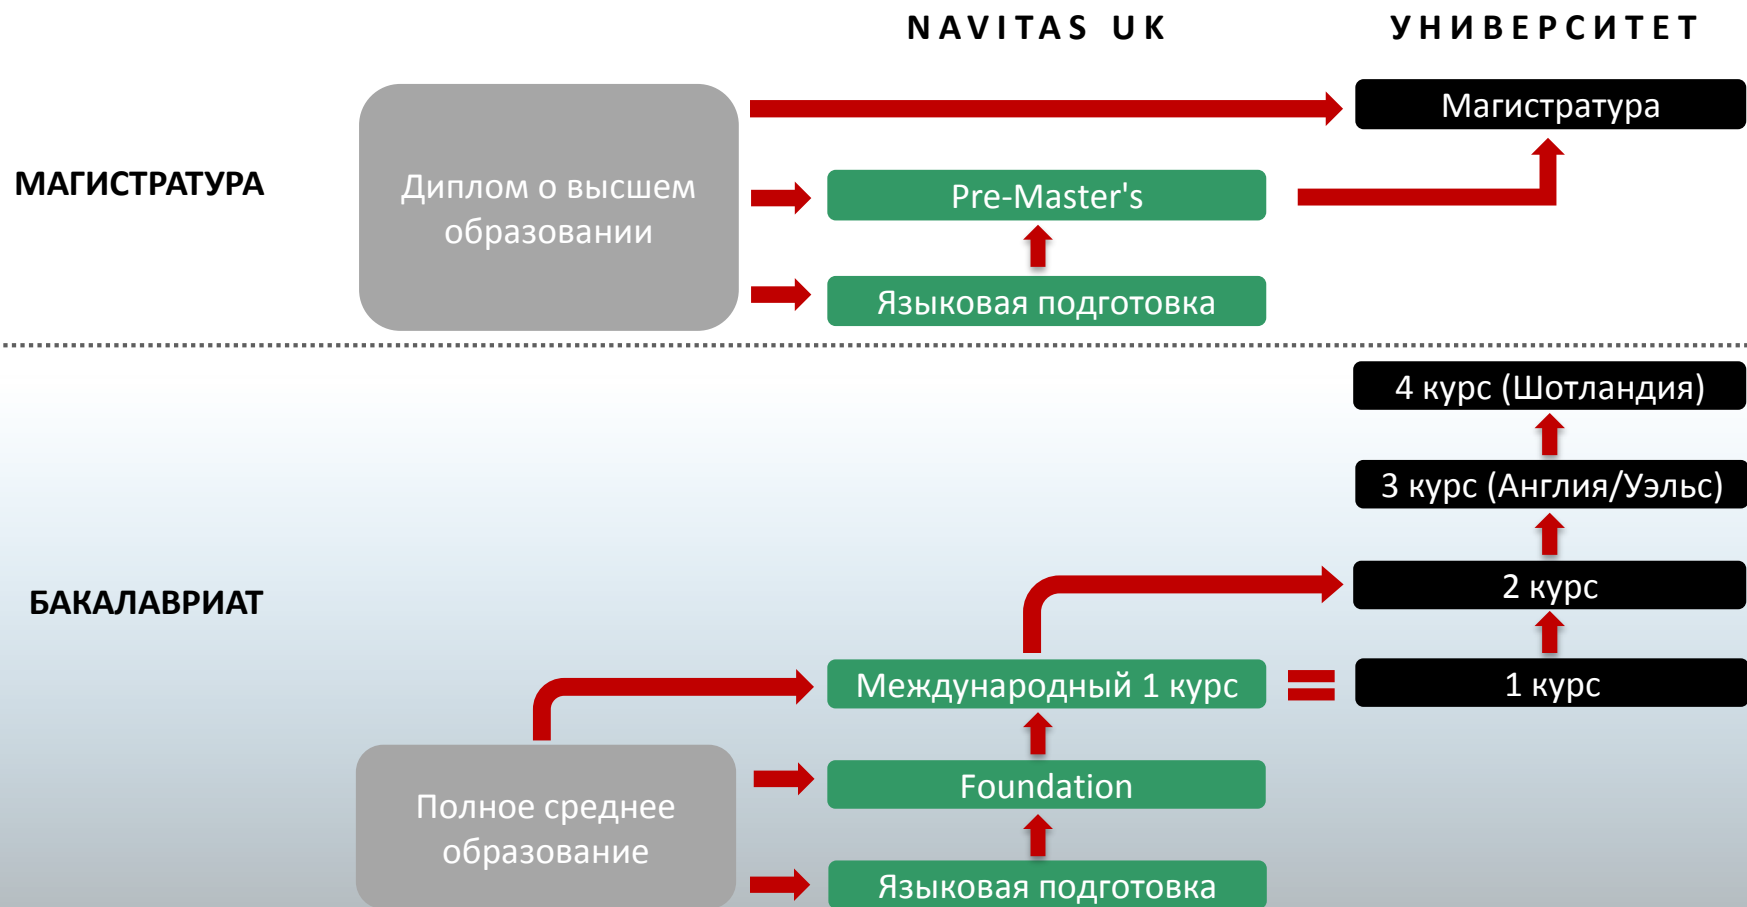 NAVITAS UK
УНИВЕРСИТЕТ
Магистратура
МАГИСТРАТУРА
Диплом о высшем
образовании
Pre-Master's
Языковая подготовка
4 курс (Шотландия)
3 курс (Англия/Уэльс)
БАКАЛАВРИАТ
2 курс
Международный 1 курс
=
1 курс
Полное среднее
образование
Foundation
Языковая подготовка